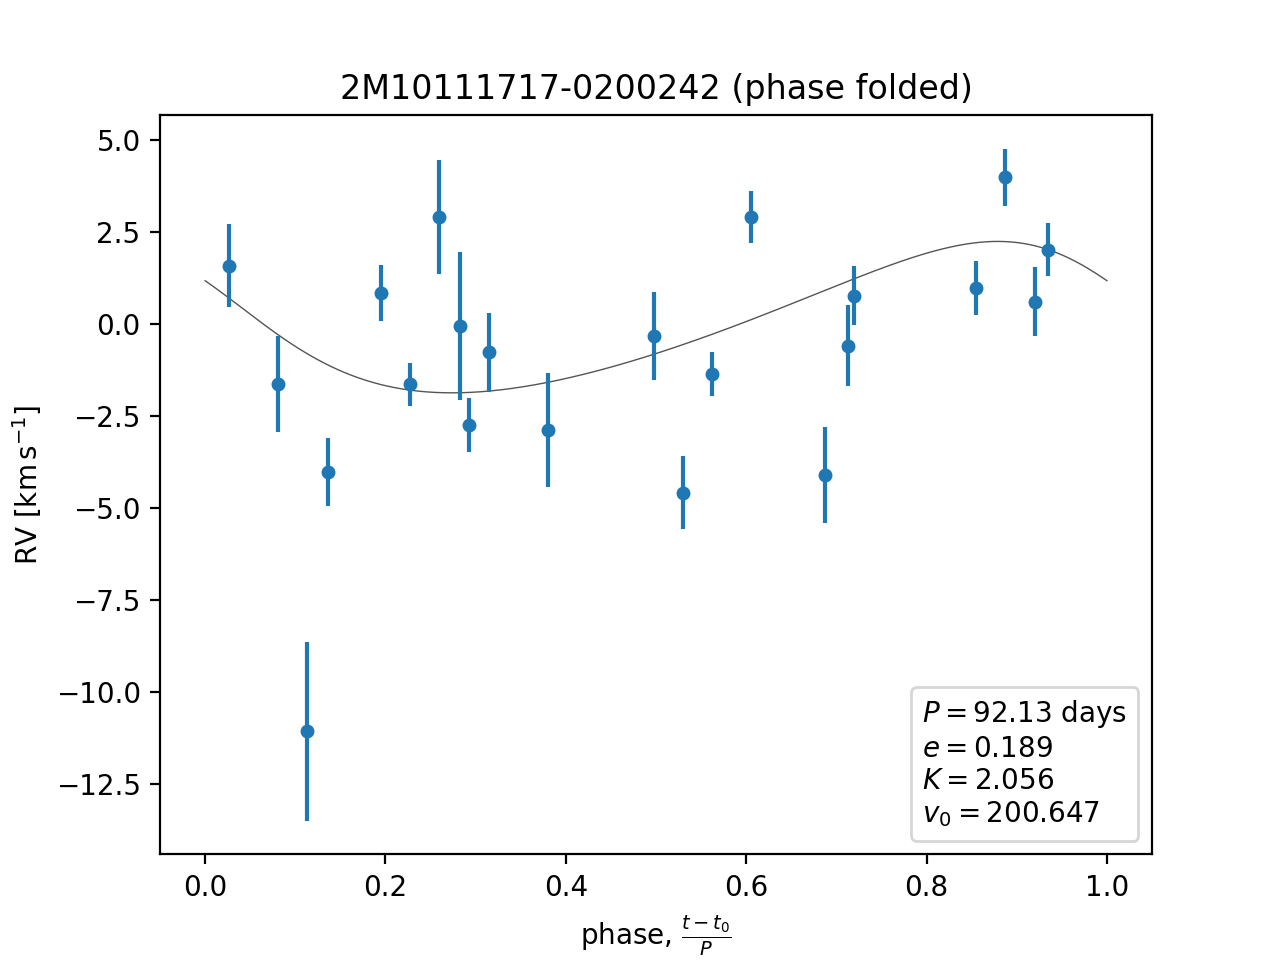 2M10111717-0200242 (phase folded)
RV [km s⁻¹]
5.0
2.5
0.0
−2.5
−5.0
−7.5
−10.0
−12.5
P = 92.13 days
e = 0.189
K = 2.056
v₀ = 200.647
0.0 0.2 0.4 0.6 0.8 1.0
phase, (t − t₀)/P